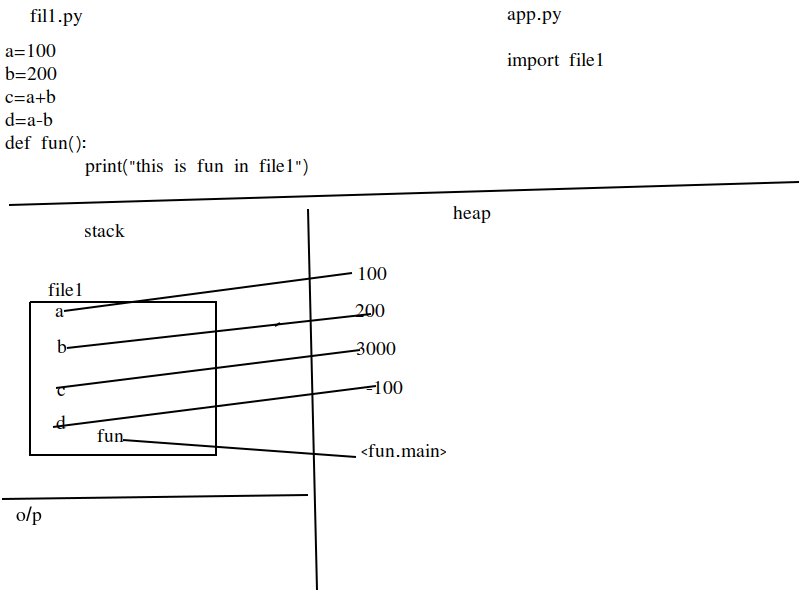 fil1.py
app.py
a=100
b=200
c=a+b
d=a-b
def fun():
print("this is fun in file1")
import file1
stack
heap
file1
a
100
b
200
c
3000
d
-100
fun
<fun.main>
o/p